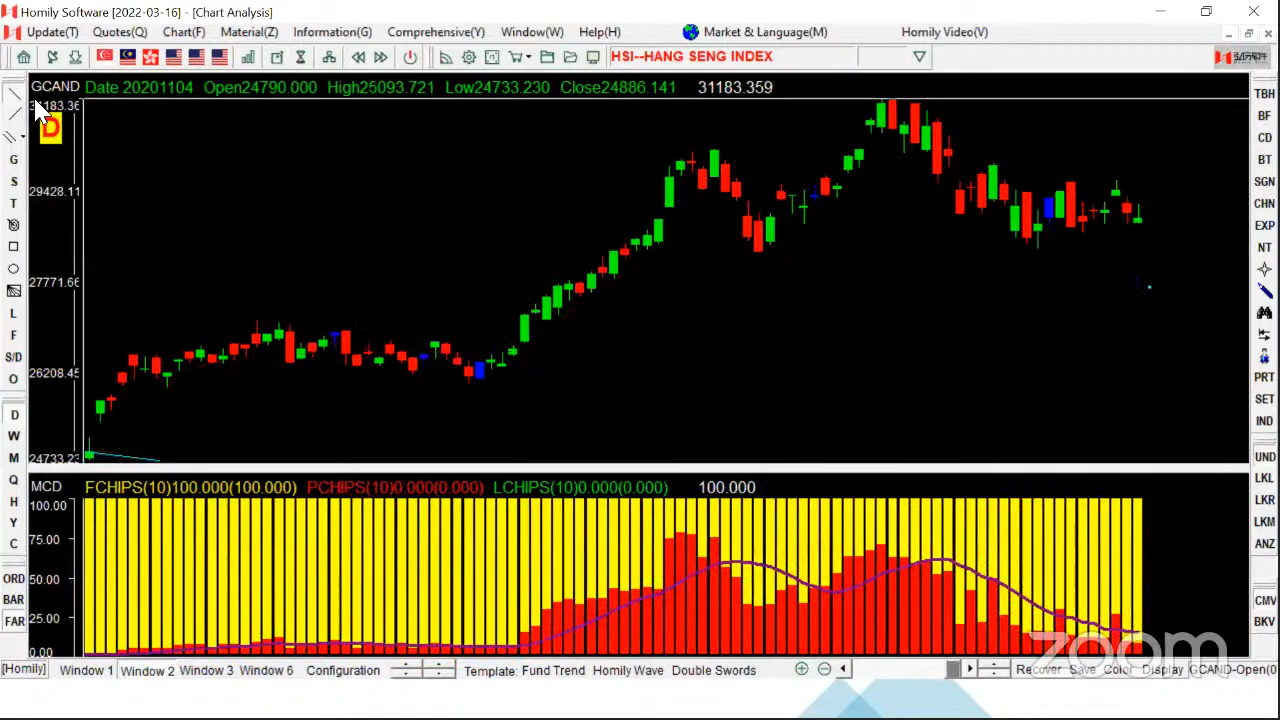 Homily Software [2022-03-16] - [Chart Analysis]
Update(T) Quotes(Z) Chart(F) Material(Z) Information(G) Comprehensive(Y) Window(W) Help(H) Market & Language(M) Homily Video(V)
HSI--HANG SENG INDEX
GCAND Date 20201104 Open24790.000 High25093.721 Low24733.230 Close24886.141 31183.359
D
29428.11
27771.66
26208.45
24733.23
G
S
T
L
F
S/D
O
D
W
M
Q
H
Y
C
ORD
BAR
FAR
TBH
BF
CD
BT
SGN
CHN
EXP
NT
PRT
SET
IND
UND
LKL
LKR
LKM
ANZ
CMV
BKV
MCD FCHIPS(10)100.000(100.000) PCHIPS(10)0.000(0.000) LCHIPS(10)0.000(0.000) 100.000
100.00
75.00
50.00
25.00
0.00
zoom
[Homily] Window 1 Window 2 Window 3 Window 6 Configuration Template: Fund Trend Homily Wave Double Swords Recover Save Color Display GCAND-Open(0